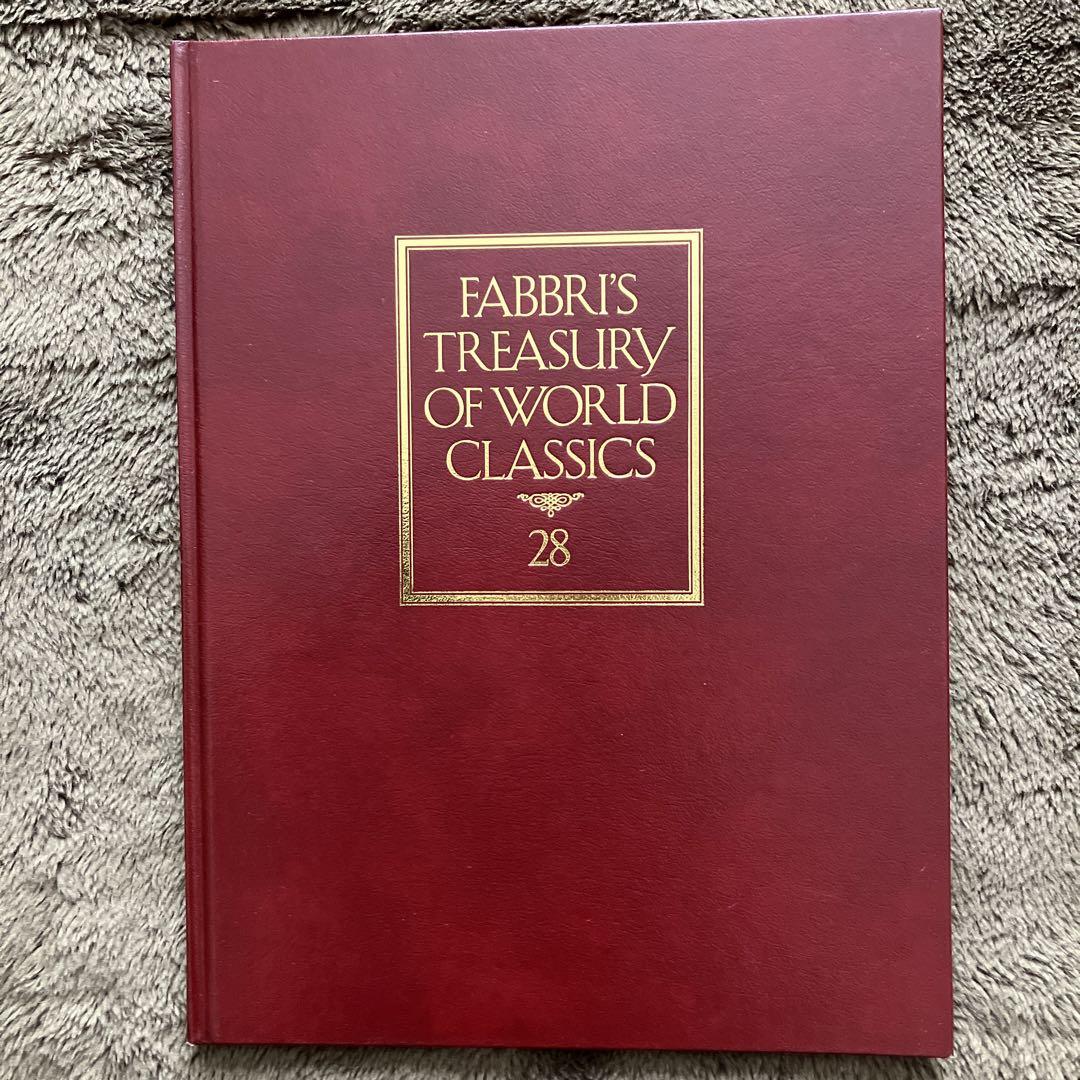 FABBRI'S
TREASURY
OF WORLD
CLASSICS
28